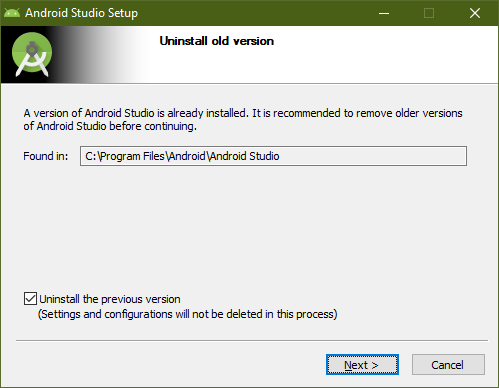 Android Studio Setup
Uninstall old version
A version of Android Studio is already installed. It is recommended to remove older versions
of Android Studio before continuing.
Found in: C:\Program Files\Android\Android Studio
Uninstall the previous version
(Settings and configurations will not be deleted in this process)
Next > Cancel